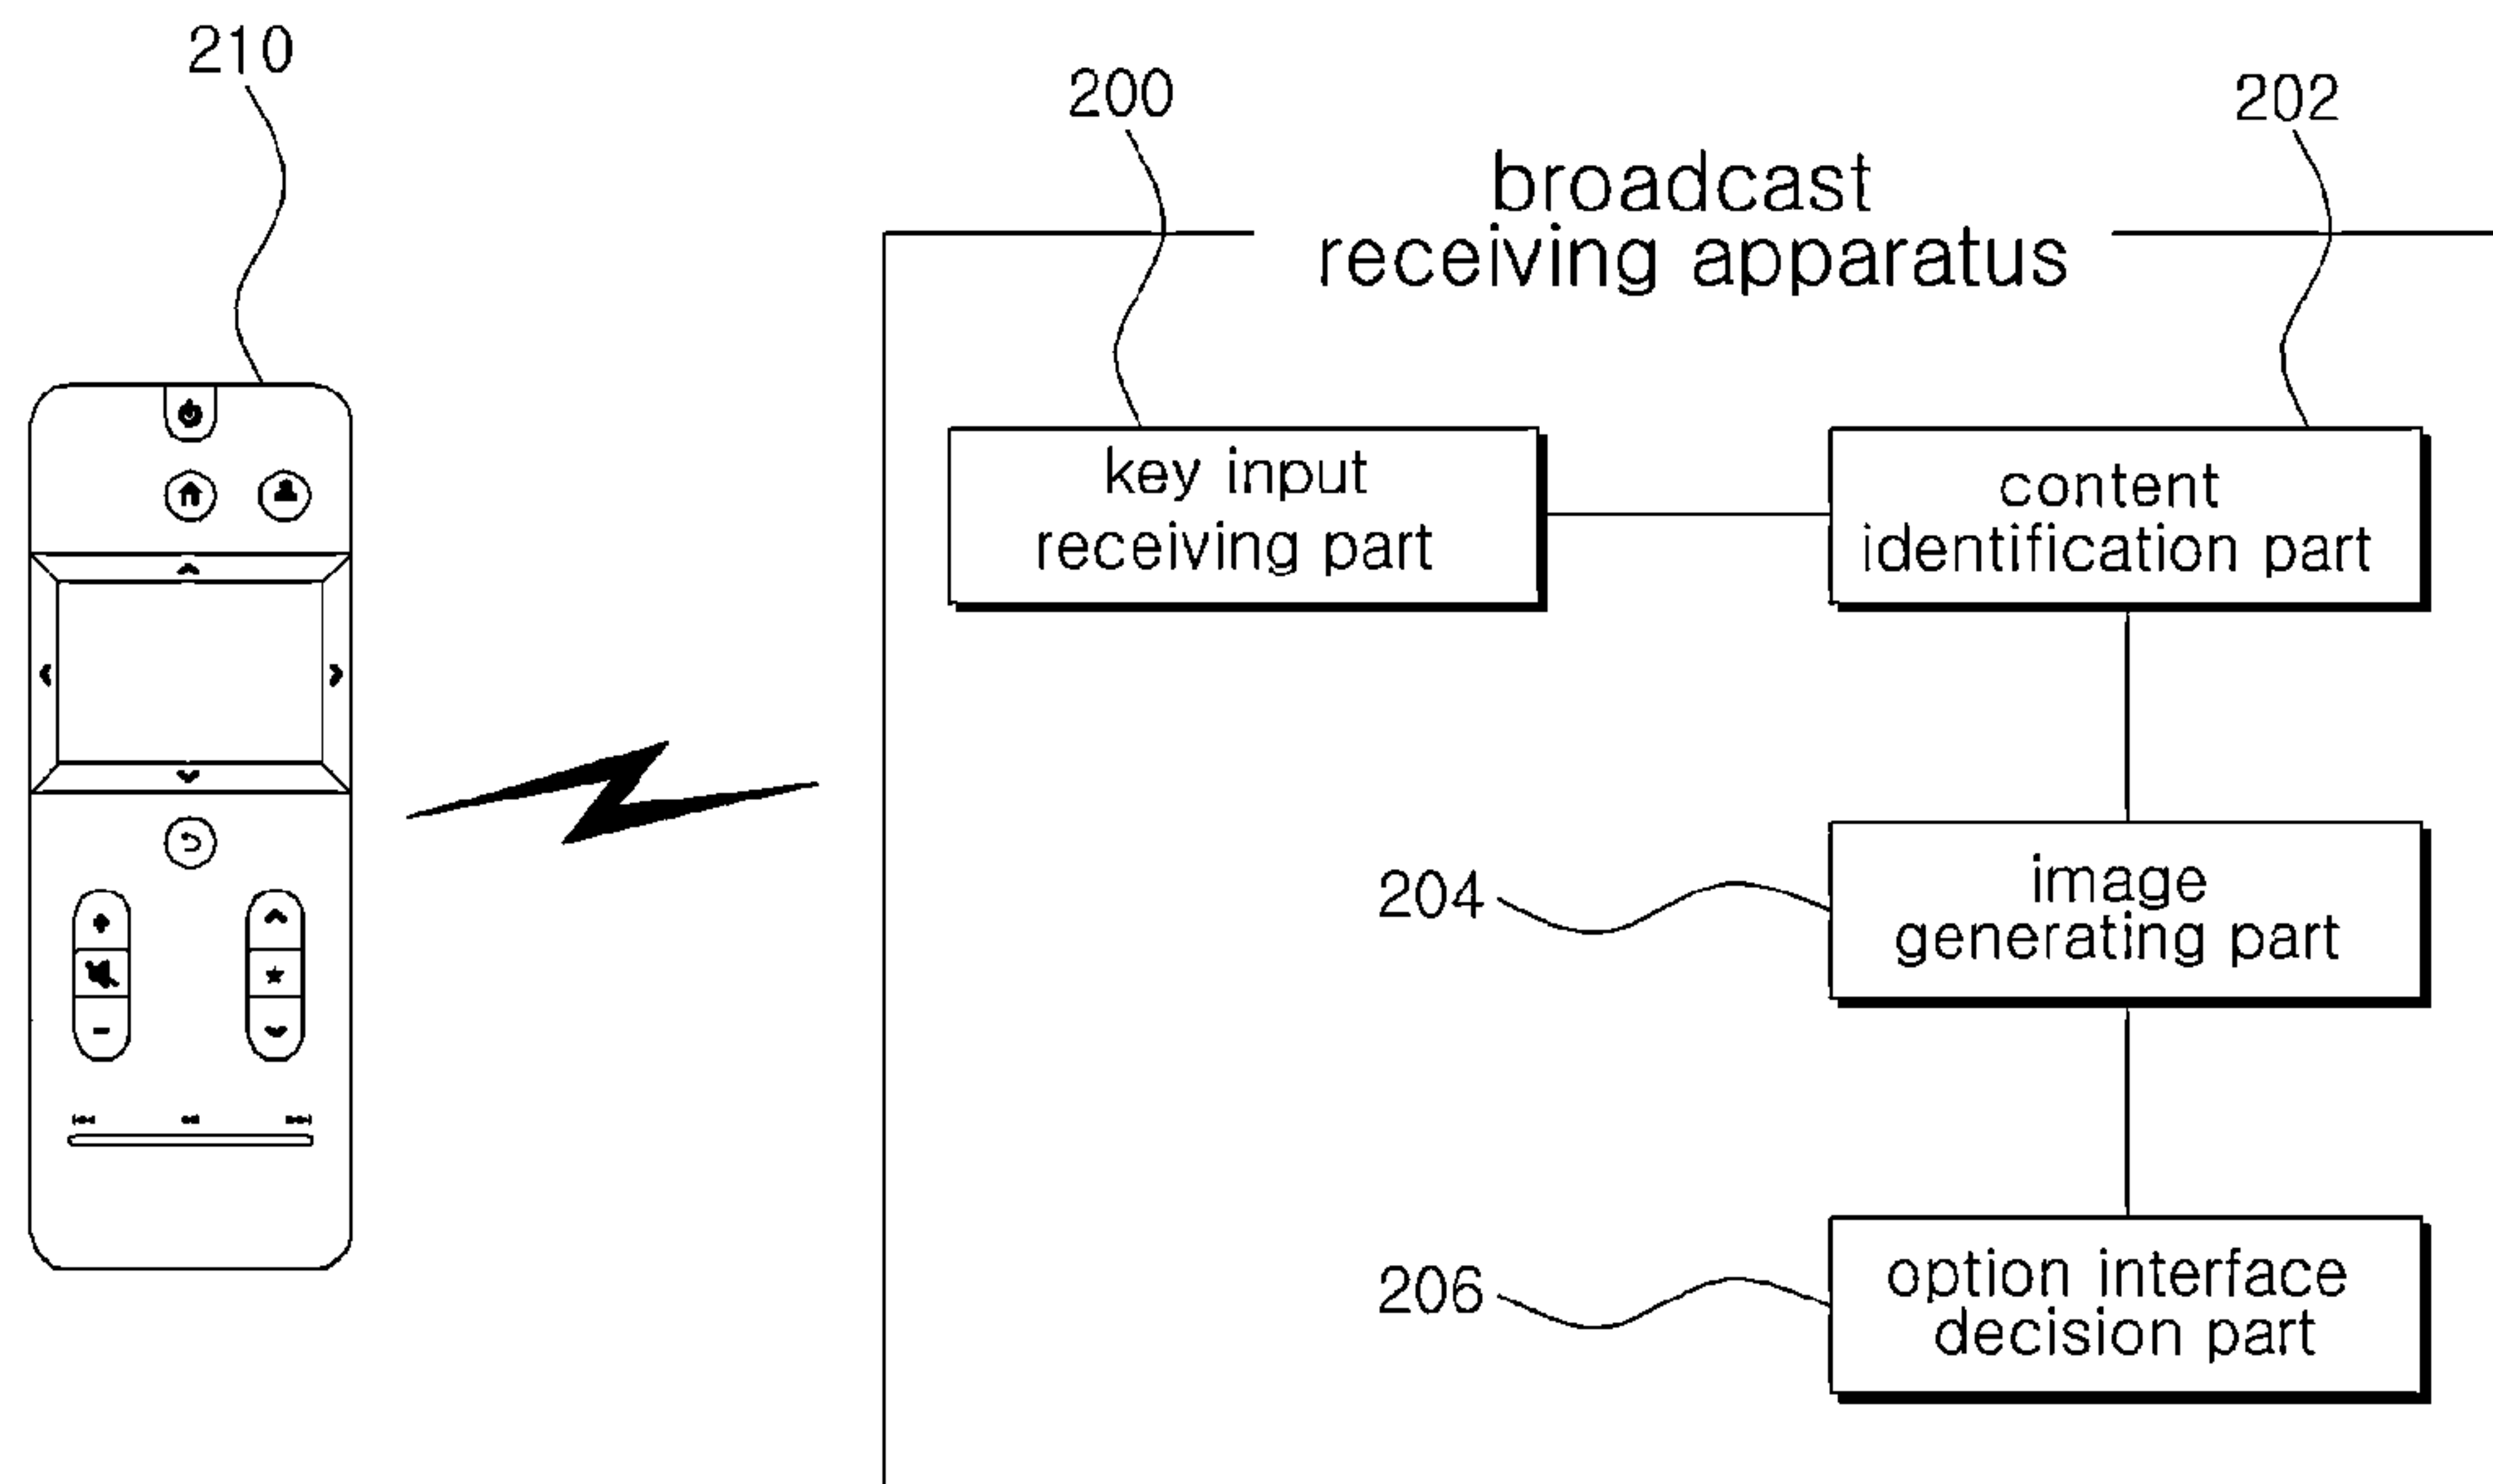 210
200
202
broadcast
receiving apparatus
key input
receiving part
content
identification part
204
image
generating part
206
option interface
decision part